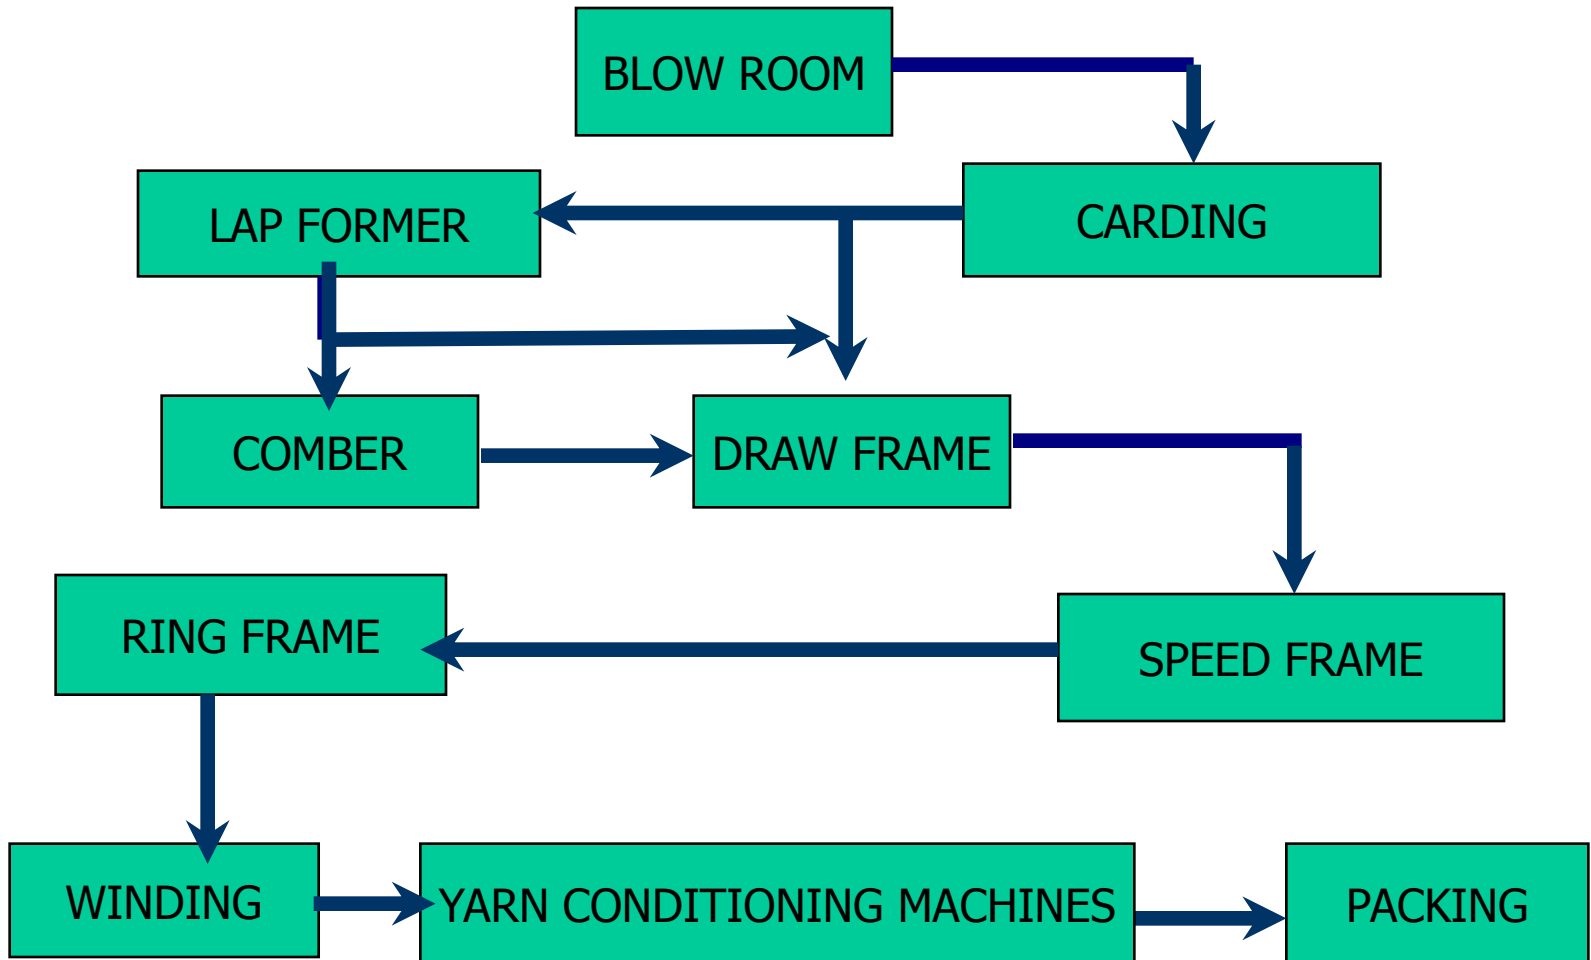 BLOW ROOM
LAP FORMER
CARDING
COMBER
DRAW FRAME
RING FRAME
SPEED FRAME
WINDING
YARN CONDITIONING MACHINES
PACKING